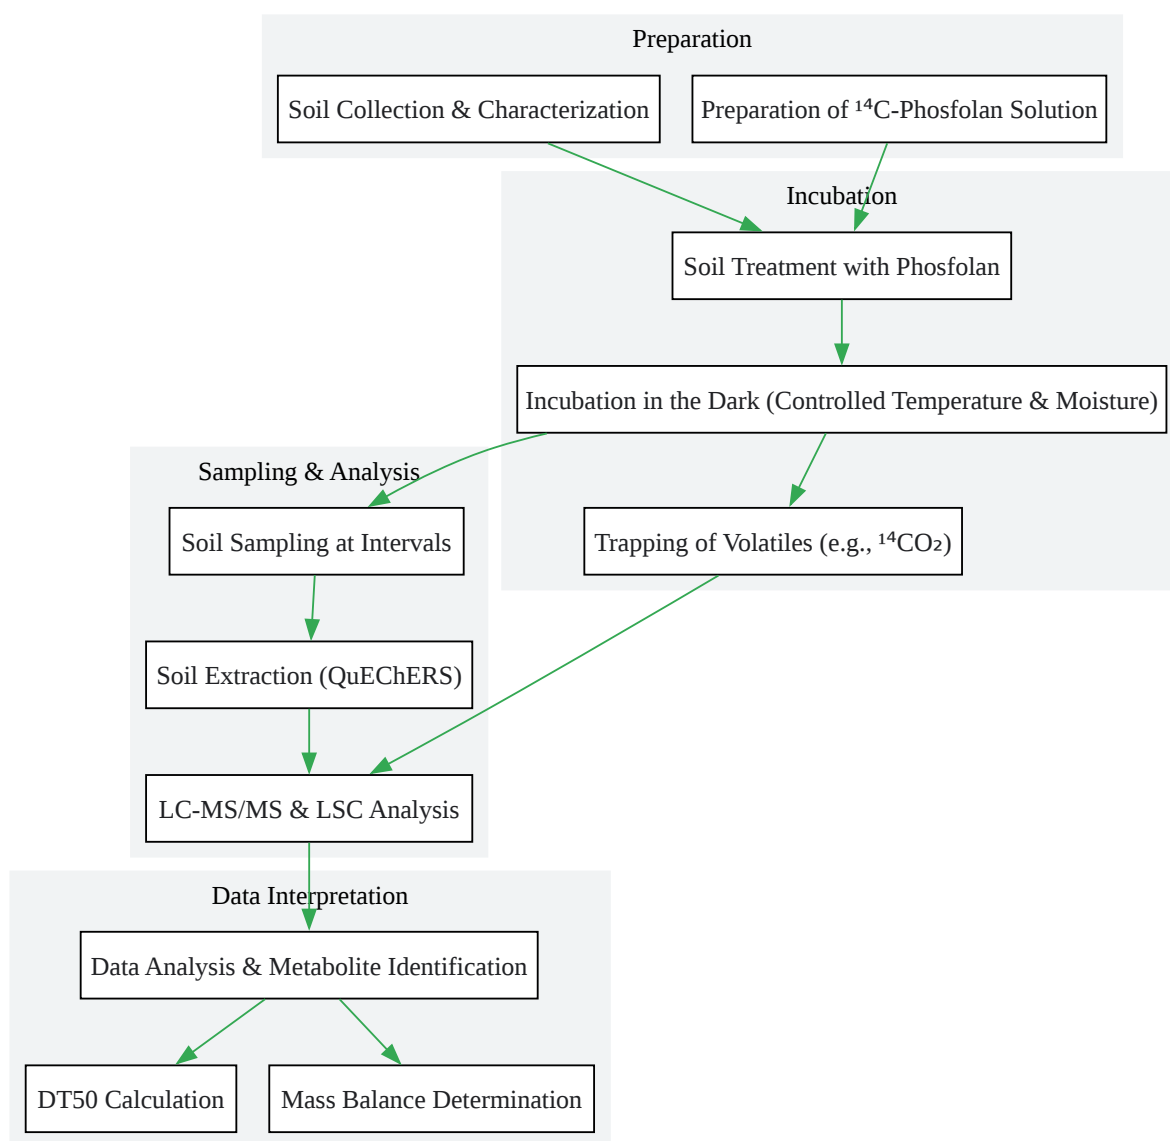 Preparation
Soil Collection & Characterization
Preparation of ¹⁴C-Phosfolan Solution
Incubation
Soil Treatment with Phosfolan
Incubation in the Dark (Controlled Temperature & Moisture)
Sampling & Analysis
Soil Sampling at Intervals
Trapping of Volatiles (e.g., ¹⁴CO₂)
Soil Extraction (QuEChERS)
LC-MS/MS & LSC Analysis
Data Interpretation
Data Analysis & Metabolite Identification
DT50 Calculation
Mass Balance Determination